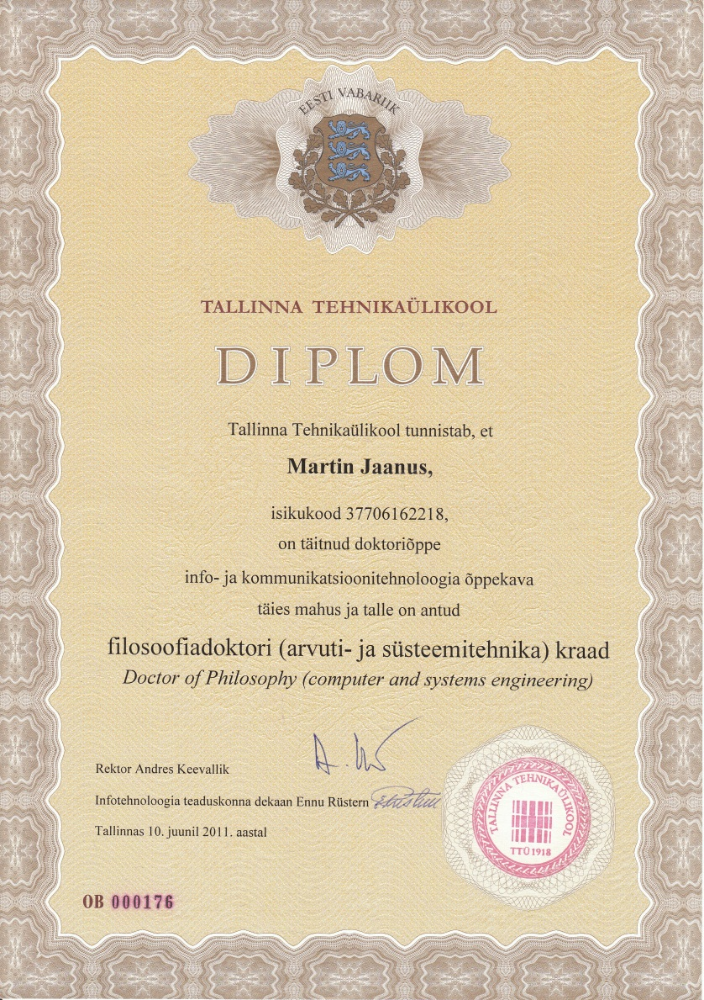 EESTI VABARIIK
TALLINNA TEHNIKAÜLIKOOL
DIPLOM
Tallinna Tehnikaülikool tunnistab, et
Martin Jaanus,
isikukood 37706162218,
on täitnud doktoriõppe
info- ja kommunikatsioonitehnoloogia õppekava
täies mahus ja talle on antud
filosoofiadoktori (arvuti- ja süsteemitehnika) kraad
Doctor of Philosophy (computer and systems engineering)
Rektor Andres Keevallik
Infotehnoloogia teaduskonna dekaan Ennu Rüstern
Tallinnas 10. juunil 2011. aastal
TALLINNA TEHNIKAÜLIKOOL
TTÜ 1918
OB 000176